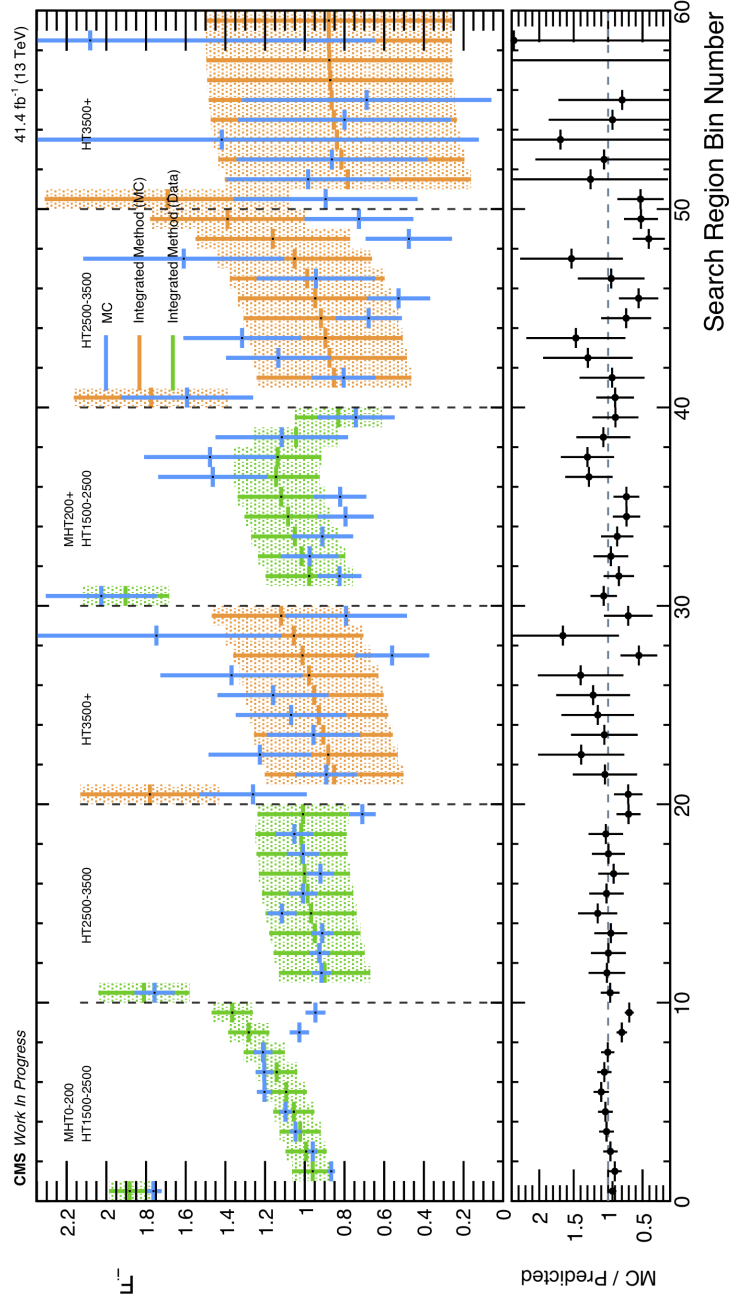 CMS Work In Progress
41.4 fb⁻¹ (13 TeV)
MHT0-200
HT1500-2500
HT2500-3500
HT3500+
MHT200+
HT1500-2500
HT2500-3500
HT3500+
MC
Integrated Method (MC)
Integrated Method (Data)
Fᵢ
2.2
2
1.8
1.6
1.4
1.2
1
0.8
0.6
0.4
0.2
0
MC / Predicted
2
1.5
1
0.5
0
10
20
30
40
50
60
Search Region Bin Number